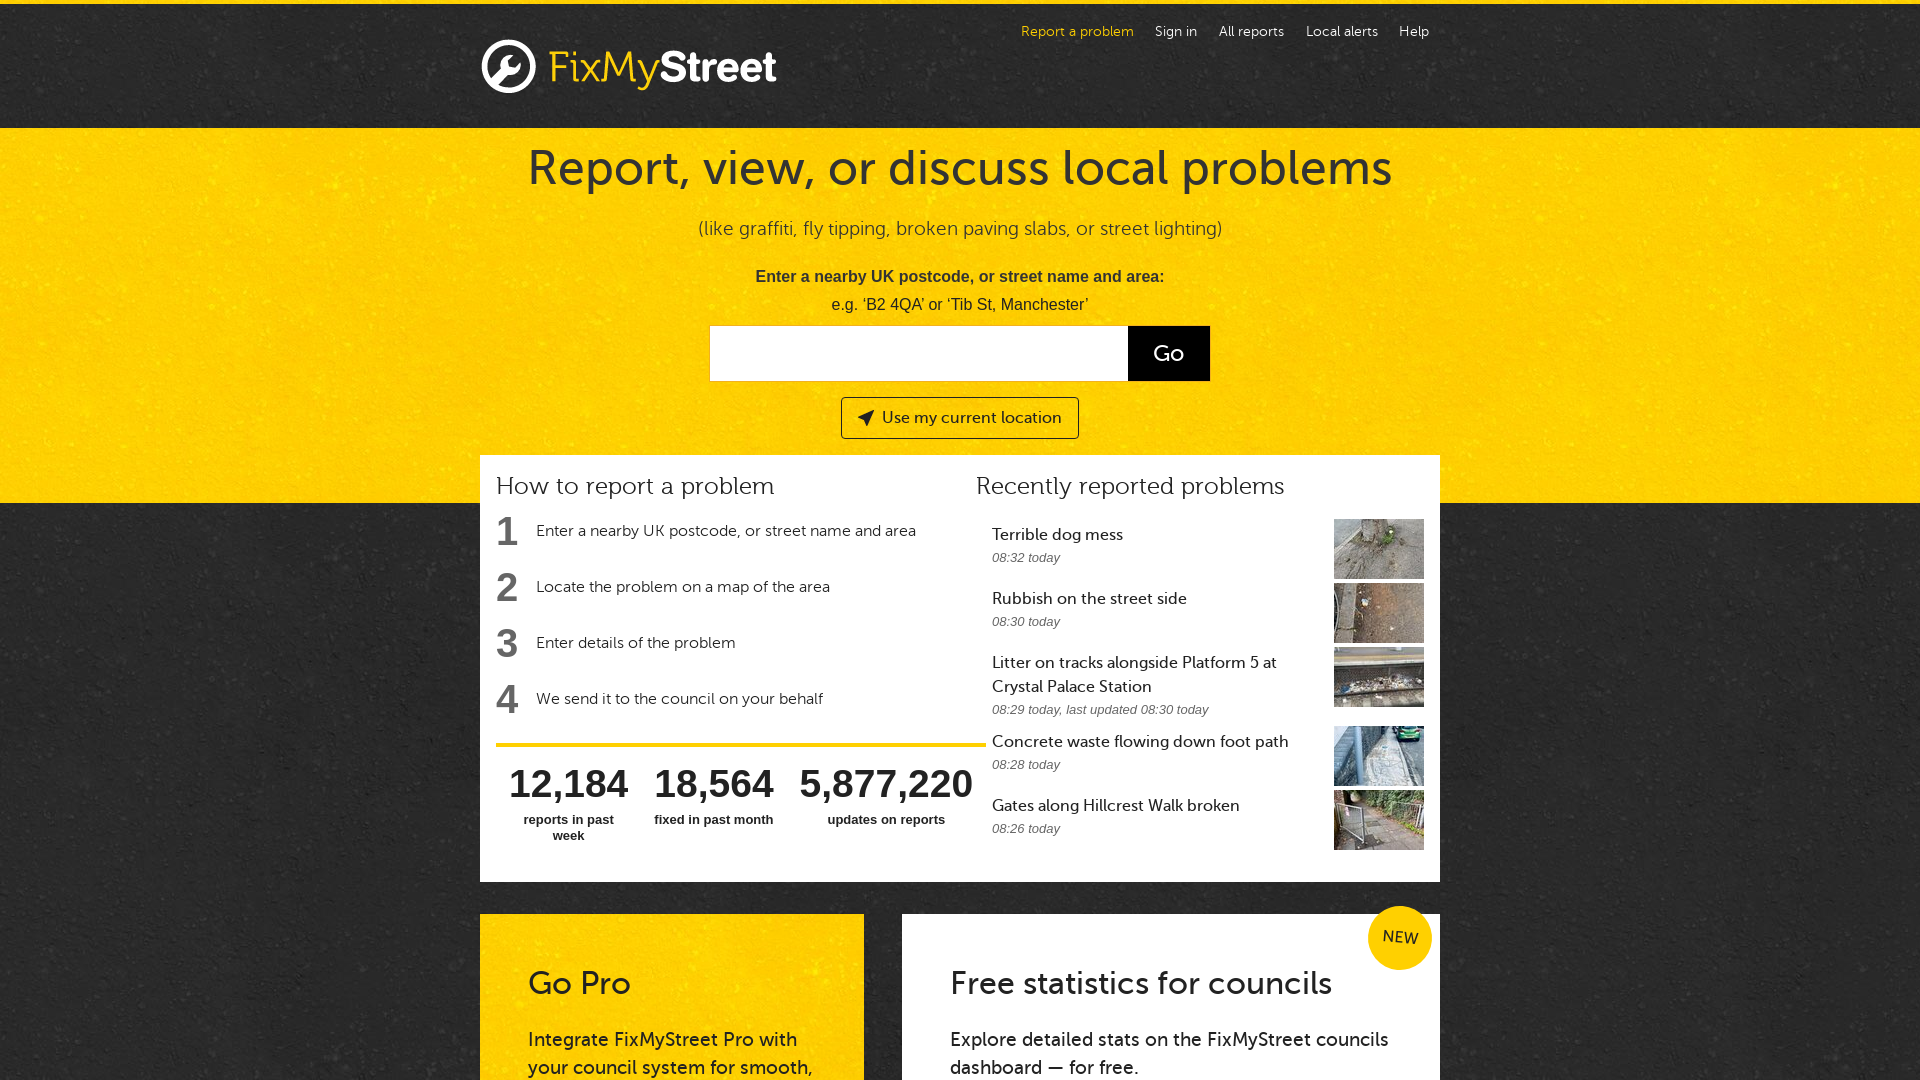 Report a problem
Sign in
All reports
Local alerts
Help
FixMyStreet
Report, view, or discuss local problems
(like graffiti, fly tipping, broken paving slabs, or street lighting)
Enter a nearby UK postcode, or street name and area:
e.g. ‘B2 4QA’ or ‘Tib St, Manchester’
Go
Use my current location
How to report a problem
1 Enter a nearby UK postcode, or street name and area
2 Locate the problem on a map of the area
3 Enter details of the problem
4 We send it to the council on your behalf
12,184
reports in past
week
18,564
fixed in past month
5,877,220
updates on reports
Recently reported problems
Terrible dog mess
08:32 today
Rubbish on the street side
08:30 today
Litter on tracks alongside Platform 5 at
Crystal Palace Station
08:29 today, last updated 08:30 today
Concrete waste flowing down foot path
08:28 today
Gates along Hillcrest Walk broken
08:26 today
Go Pro
Integrate FixMyStreet Pro with
your council system for smooth,
NEW
Free statistics for councils
Explore detailed stats on the FixMyStreet councils
dashboard — for free.